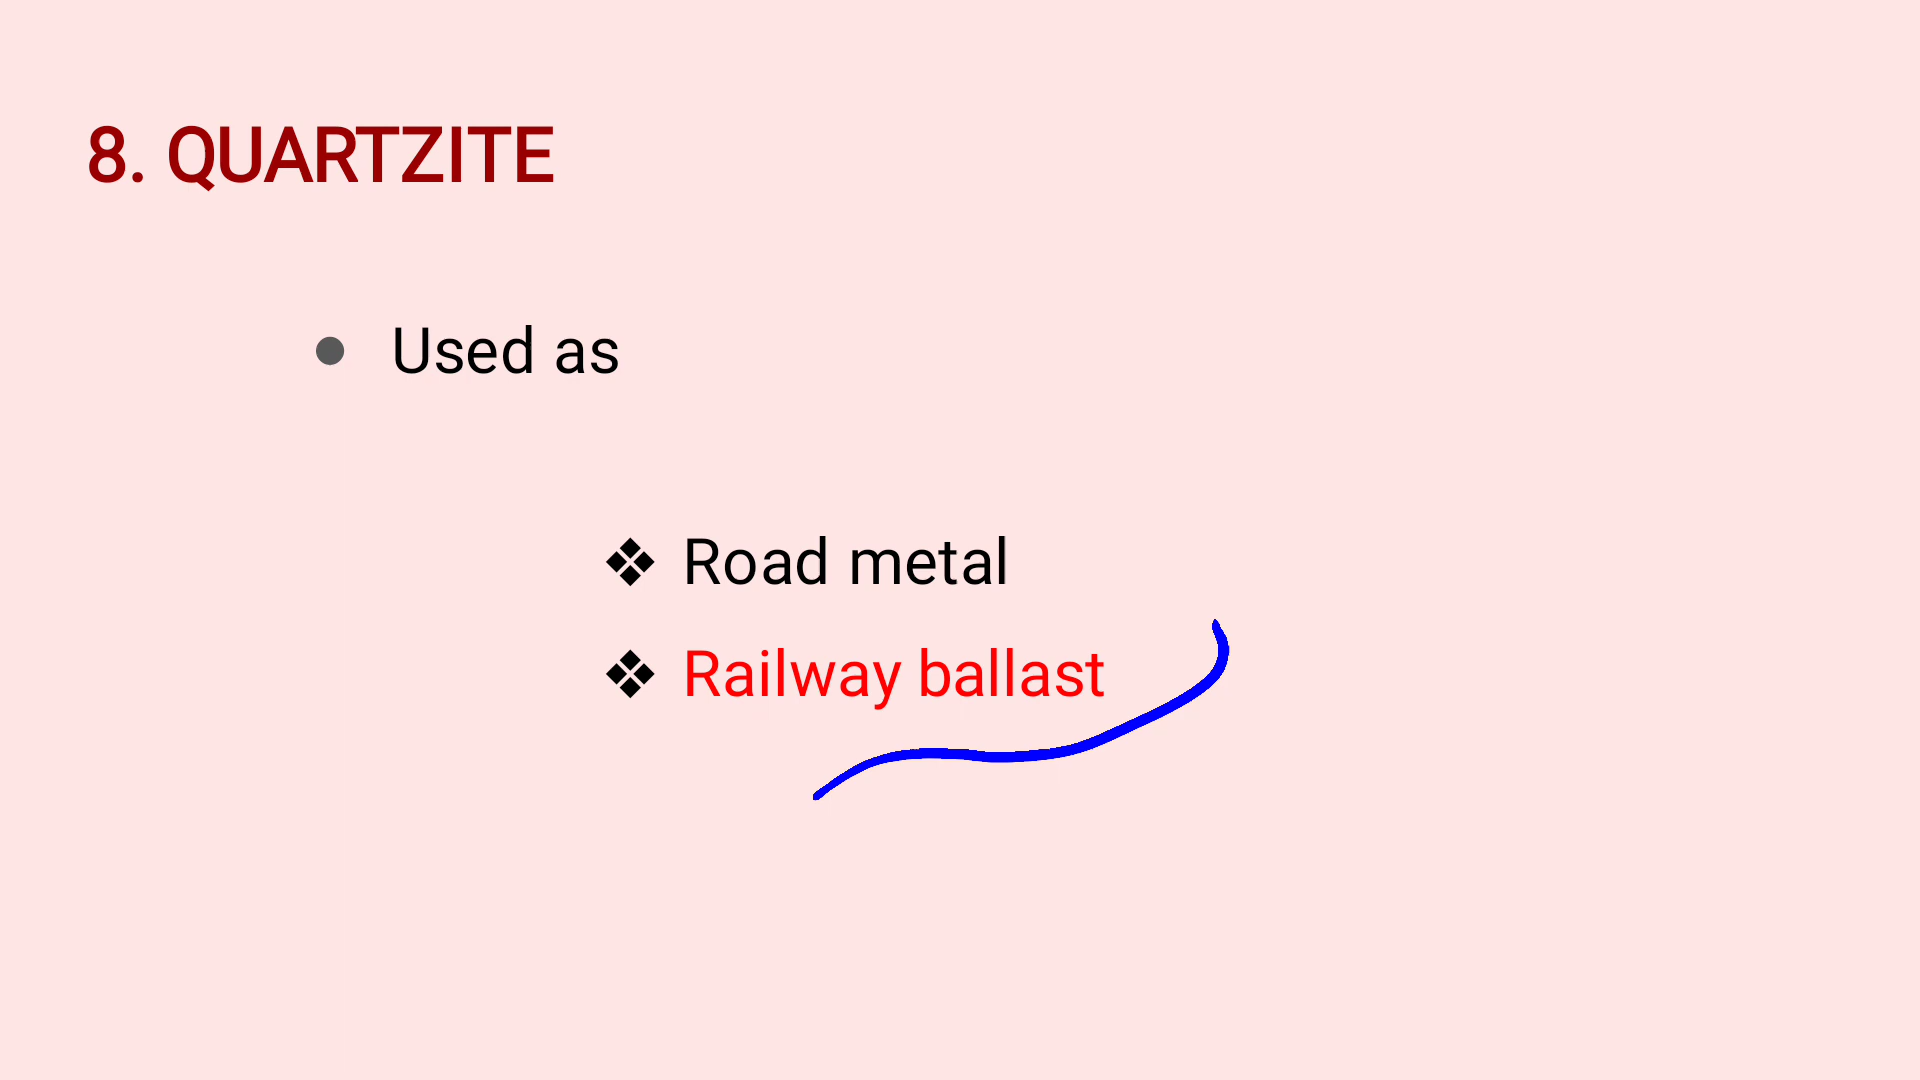 8. QUARTZITE
● Used as
❖ Road metal
❖ Railway ballast